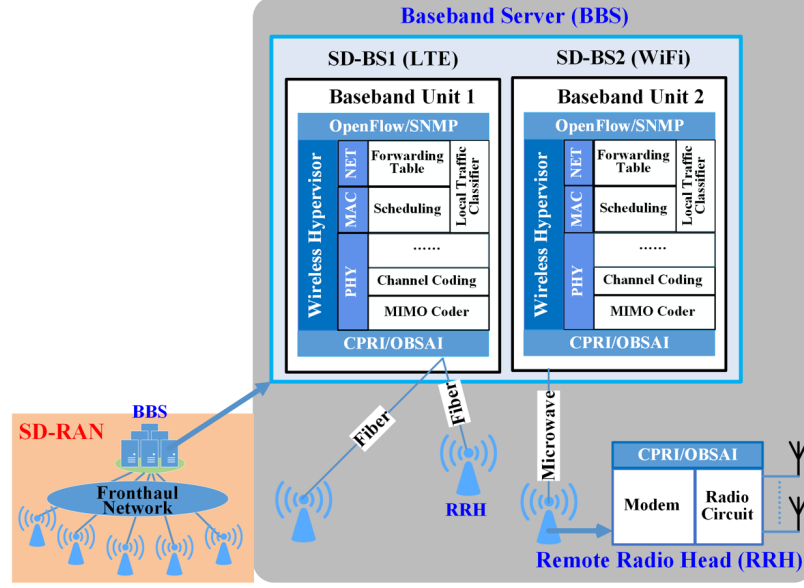 Baseband Server (BBS)
SD-BS1 (LTE)
Baseband Unit 1
OpenFlow/SNMP
Wireless Hypervisor
NET
Forwarding
Table
Local Traffic
Classifier
MAC
Scheduling
PHY
......
Channel Coding
MIMO Coder
CPRI/OBSAI
SD-BS2 (WiFi)
Baseband Unit 2
OpenFlow/SNMP
Wireless Hypervisor
NET
Forwarding
Table
Local Traffic
Classifier
MAC
Scheduling
PHY
......
Channel Coding
MIMO Coder
CPRI/OBSAI
Fiber
Fiber
Microwave
RRH
SD-RAN
BBS
Fronthaul
Network
CPRI/OBSAI
Modem
Radio
Circuit
Remote Radio Head (RRH)